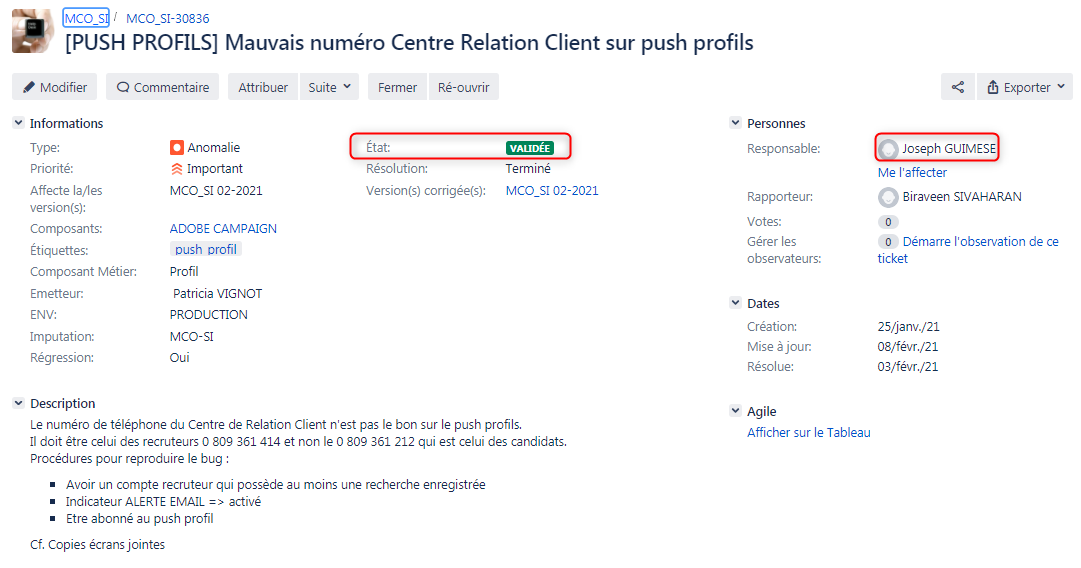 MCO_SI / MCO_SI-30836
[PUSH PROFILS] Mauvais numéro Centre Relation Client sur push profils
Modifier Commentaire Attribuer Suite Fermer Ré-ouvrir Exporter
Informations
Type: Anomalie État: VALIDÉE
Priorité: Important Résolution: Terminé
Affecte la/les version(s): MCO_SI 02-2021 Version(s) corrigée(s): MCO_SI 02-2021
Composants: ADOBE CAMPAIGN
Étiquettes: push_profil
Composant Métier: Profil
Emetteur: Patricia VIGNOT
ENV: PRODUCTION
Imputation: MCO-SI
Régression: Oui
Description
Le numéro de téléphone du Centre de Relation Client n'est pas le bon sur le push profils.
Il doit être celui des recruteurs 0 809 361 414 et non le 0 809 361 212 qui est celui des candidats.
Procédures pour reproduire le bug :
Avoir un compte recruteur qui possède au moins une recherche enregistrée
Indicateur ALERTE EMAIL => activé
Etre abonné au push profil
Cf. Copies écrans jointes
Personnes
Responsable: Joseph GUIMESE
Me l'affecter
Rapporteur: Biraveen SIVAHARAN
Votes: 0
Gérer les observateurs: 0 Démarre l'observation de ce ticket
Dates
Création: 25/janv./21
Mise à jour: 08/févr./21
Résolue: 03/févr./21
Agile
Afficher sur le Tableau